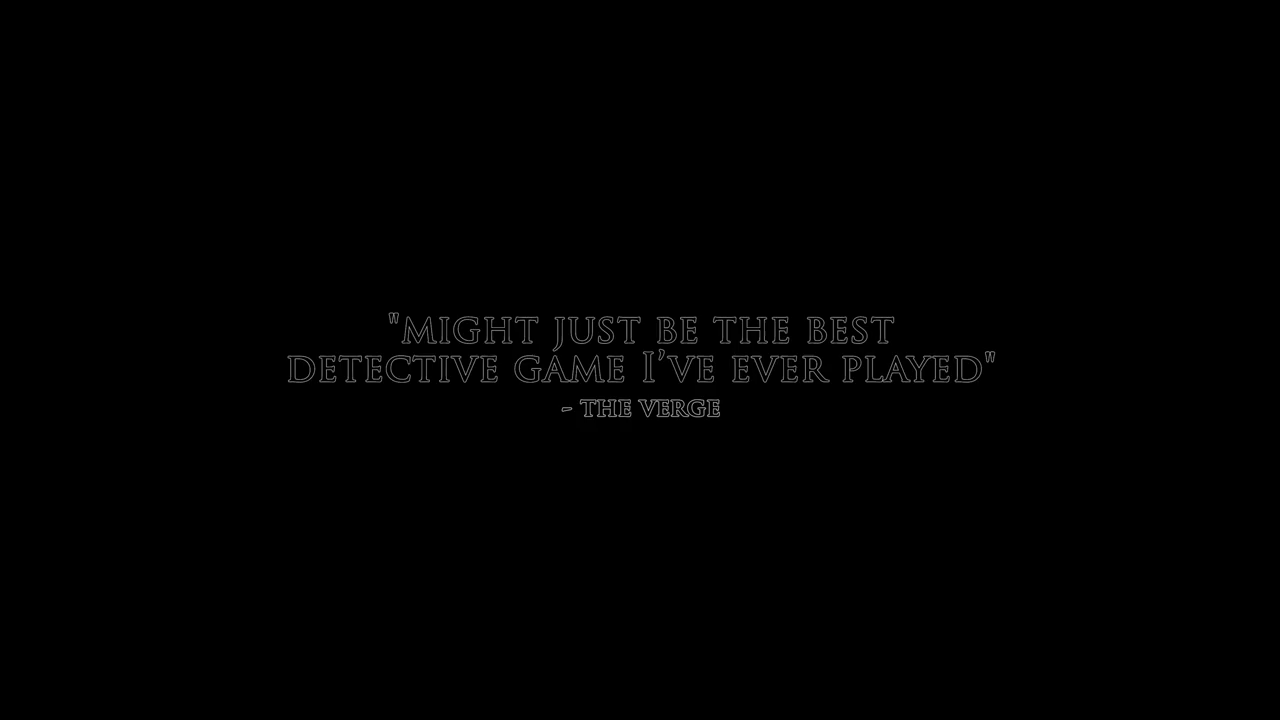 "MIGHT JUST BE THE BEST
DETECTIVE GAME I’VE EVER PLAYED"
- THE VERGE